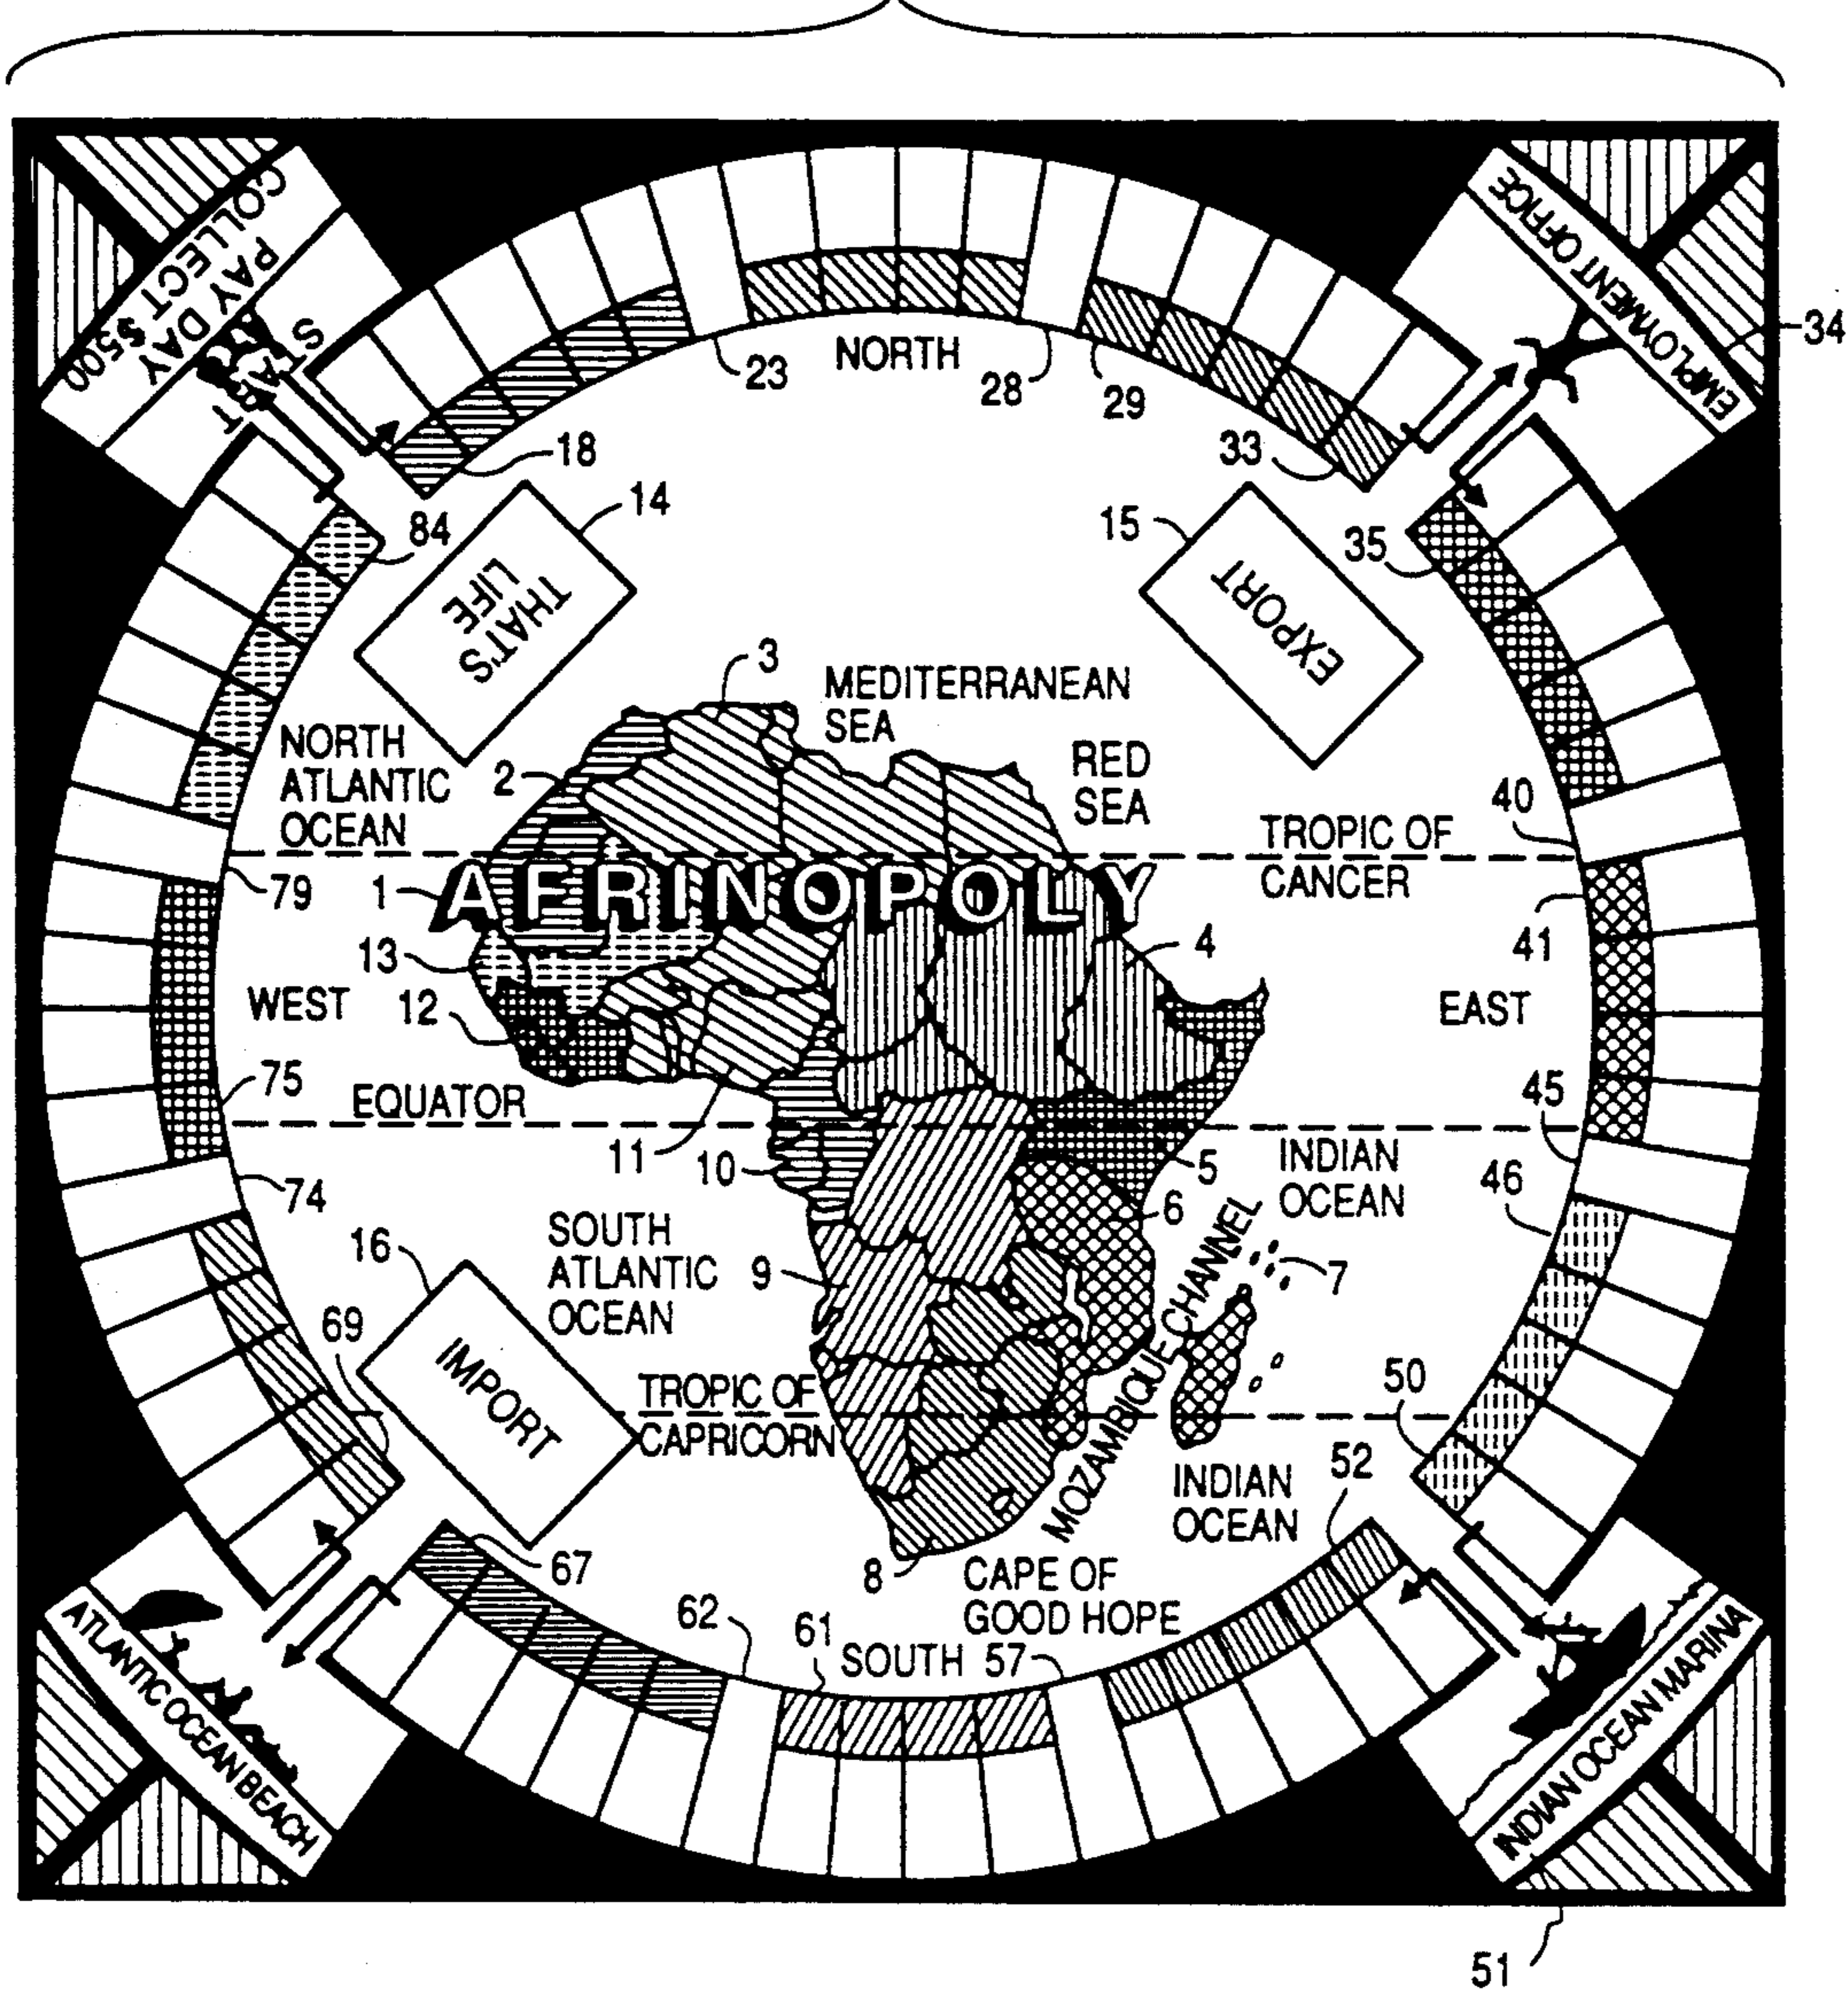 COLLECT $500
PAY DAY
START
EMPLOYMENT OFFICE
34
NORTH
23
28
29
18
33
14
15
84
35
THAT'S
LIFE
EXPORT
3
MEDITERRANEAN
SEA
NORTH
ATLANTIC
OCEAN
2
RED
SEA
40
TROPIC OF
CANCER
79
1
AFRINOPOLY
41
13
4
WEST
12
EAST
75
EQUATOR
45
11
10
5
INDIAN
OCEAN
74
6
46
16
SOUTH
ATLANTIC
OCEAN
9
MOZAMBIQUE CHANNEL
7
69
IMPORT
TROPIC OF
CAPRICORN
50
INDIAN
OCEAN
52
67
8
CAPE OF
GOOD HOPE
62
61
SOUTH
57
ATLANTIC OCEAN BEACH
INDIAN OCEAN MARINA
51